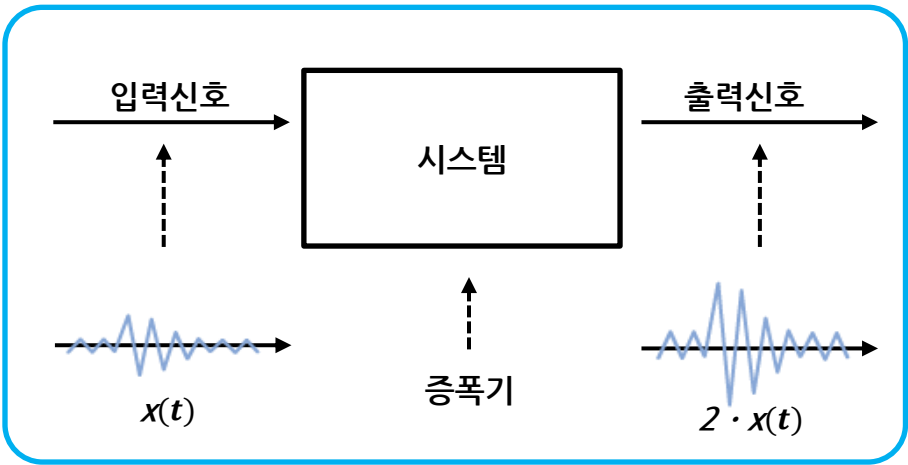 입력신호
출력신호
시스템
증폭기
x(t)
2 · x(t)